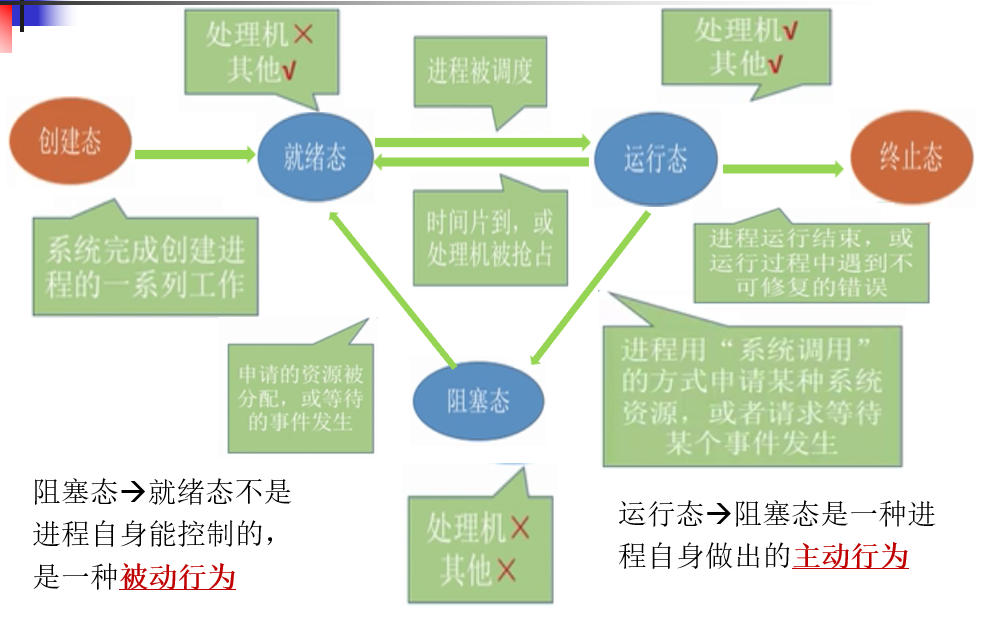 处理机×
其他√
进程被调度
处理机√
其他√
创建态
就绪态
运行态
终止态
系统完成创建进
程的一系列工作
时间片到，或
处理机被抢占
进程运行结束，或
运行过程中遇到不
可修复的错误
申请的资源被
分配，或等待
的事件发生
阻塞态
进程用“系统调用”
的方式申请某种系统
资源，或者请求等待
某个事件发生
处理机×
其他×
阻塞态→就绪态不是
进程自身能控制的，
是一种被动行为
运行态→阻塞态是一种进
程自身做出的主动行为